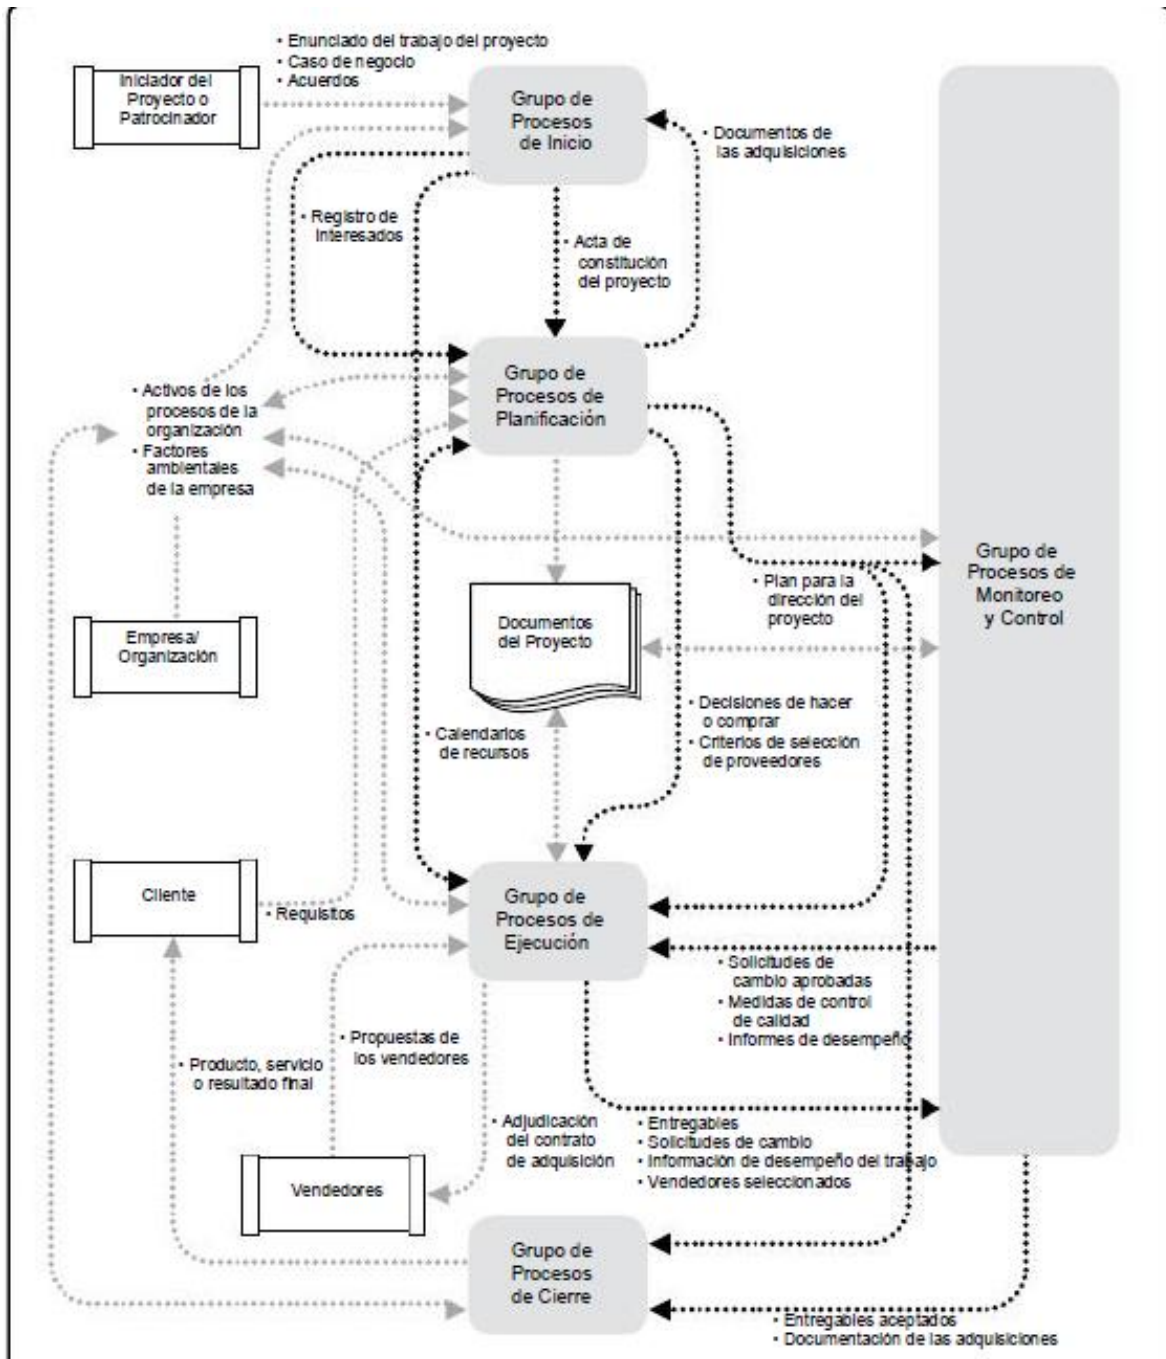 • Enunciado del trabajo del proyecto
• Caso de negocio
• Acuerdos
Iniciador del
Proyecto o
Patrocinador
Grupo de
Procesos
de Inicio
• Documentos de
las adquisiciones
• Registro de
Interesados
• Acta de
constitución
del proyecto
Grupo de
Procesos de
Planificación
• Activos de los
procesos de la
organización
• Factores
ambientales
de la empresa
Grupo de
Procesos de
Monitoreo
y Control
• Plan para la
dirección del
proyecto
Empresa/
Organización
Documentos
del Proyecto
• Calendarios
de recursos
• Decisiones de hacer
o comprar
• Criterios de selección
de proveedores
Cliente
• Requisitos
Grupo de
Procesos de
Ejecución
• Solicitudes de
cambio aprobadas
• Medidas de control
de calidad
• Informes de desempeño
• Propuestas de
los vendedores
• Producto, servicio
o resultado final
• Adjudicación
del contrato
de adquisición
• Entregables
• Solicitudes de cambio
• Información de desempeño del trabajo
• Vendedores seleccionados
Vendedores
Grupo de
Procesos
de Cierre
• Entregables aceptados
• Documentación de las adquisiciones